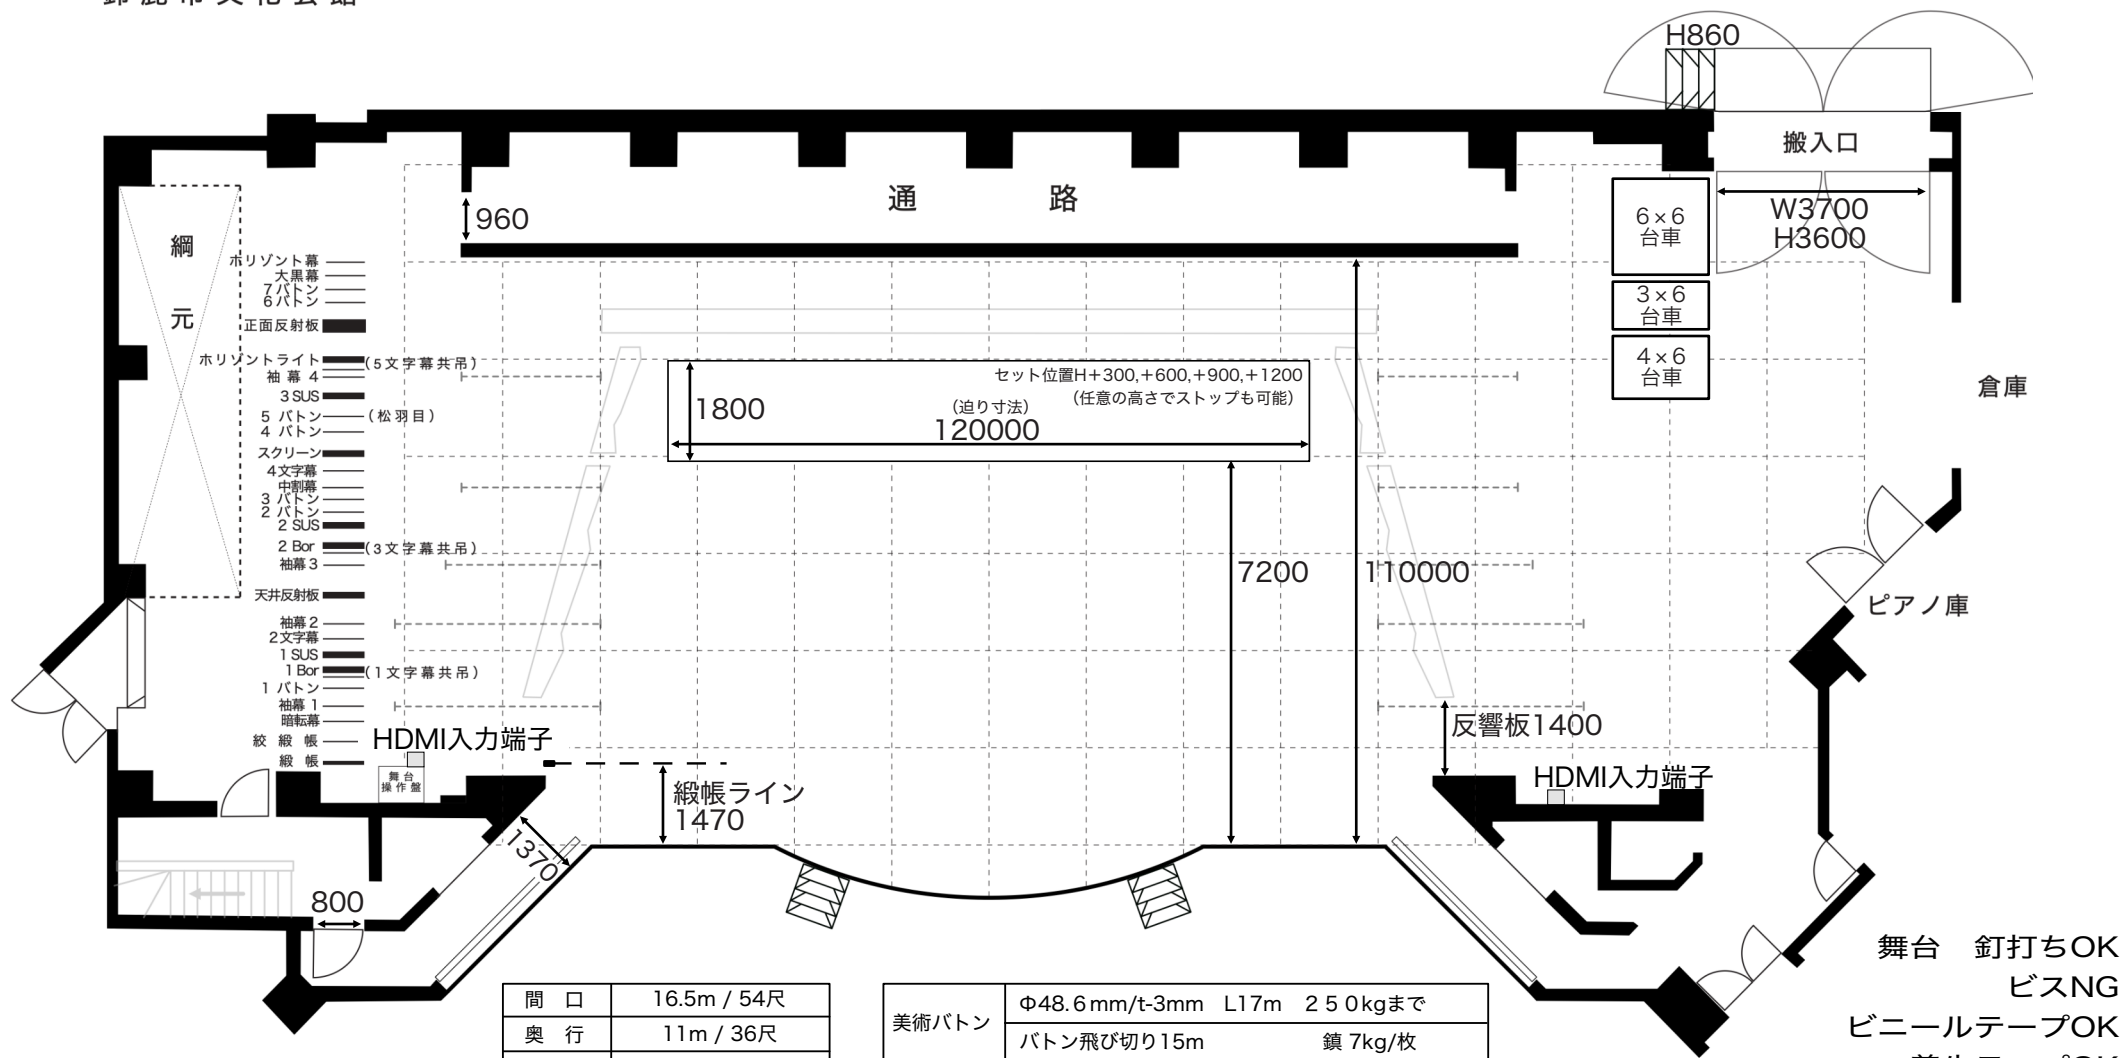 H860
搬入口
W3700
H3600
通路
960
綱元
ホリゾント幕
大黒幕
7バトン
6バトン
正面反射板
ホリゾントライト
(5文字幕共吊)
袖幕4
3 SUS
5 バトン
(松羽目)
4 バトン
スクリーン
4文字幕
中割幕
3 バトン
2 バトン
2 SUS
2 Bor
(3文字幕共吊)
袖幕3
天井反射板
袖幕2
2文字幕
1 SUS
1 Bor
(1文字幕共吊)
1 バトン
袖幕1
暗転幕
絞緞帳
緞帳
HDMI入力端子
舞台
操作盤
セット位置H+300,+600,+900,+1200
(任意の高さでストップも可能)
(迫り寸法)
120000
1800
7200
110000
6×6
台車
3×6
台車
4×6
台車
倉庫
ピアノ庫
反響板1400
HDMI入力端子
緞帳ライン
1470
1370
800
間口 16.5m / 54尺
奥行 11m / 36尺
美術バトン
Φ48.6mm/t-3mm L17m 250kgまで
バトン飛び切り15m 鎮 7kg/枚
舞台 釘打ちOK
ビスNG
ビニールテープOK